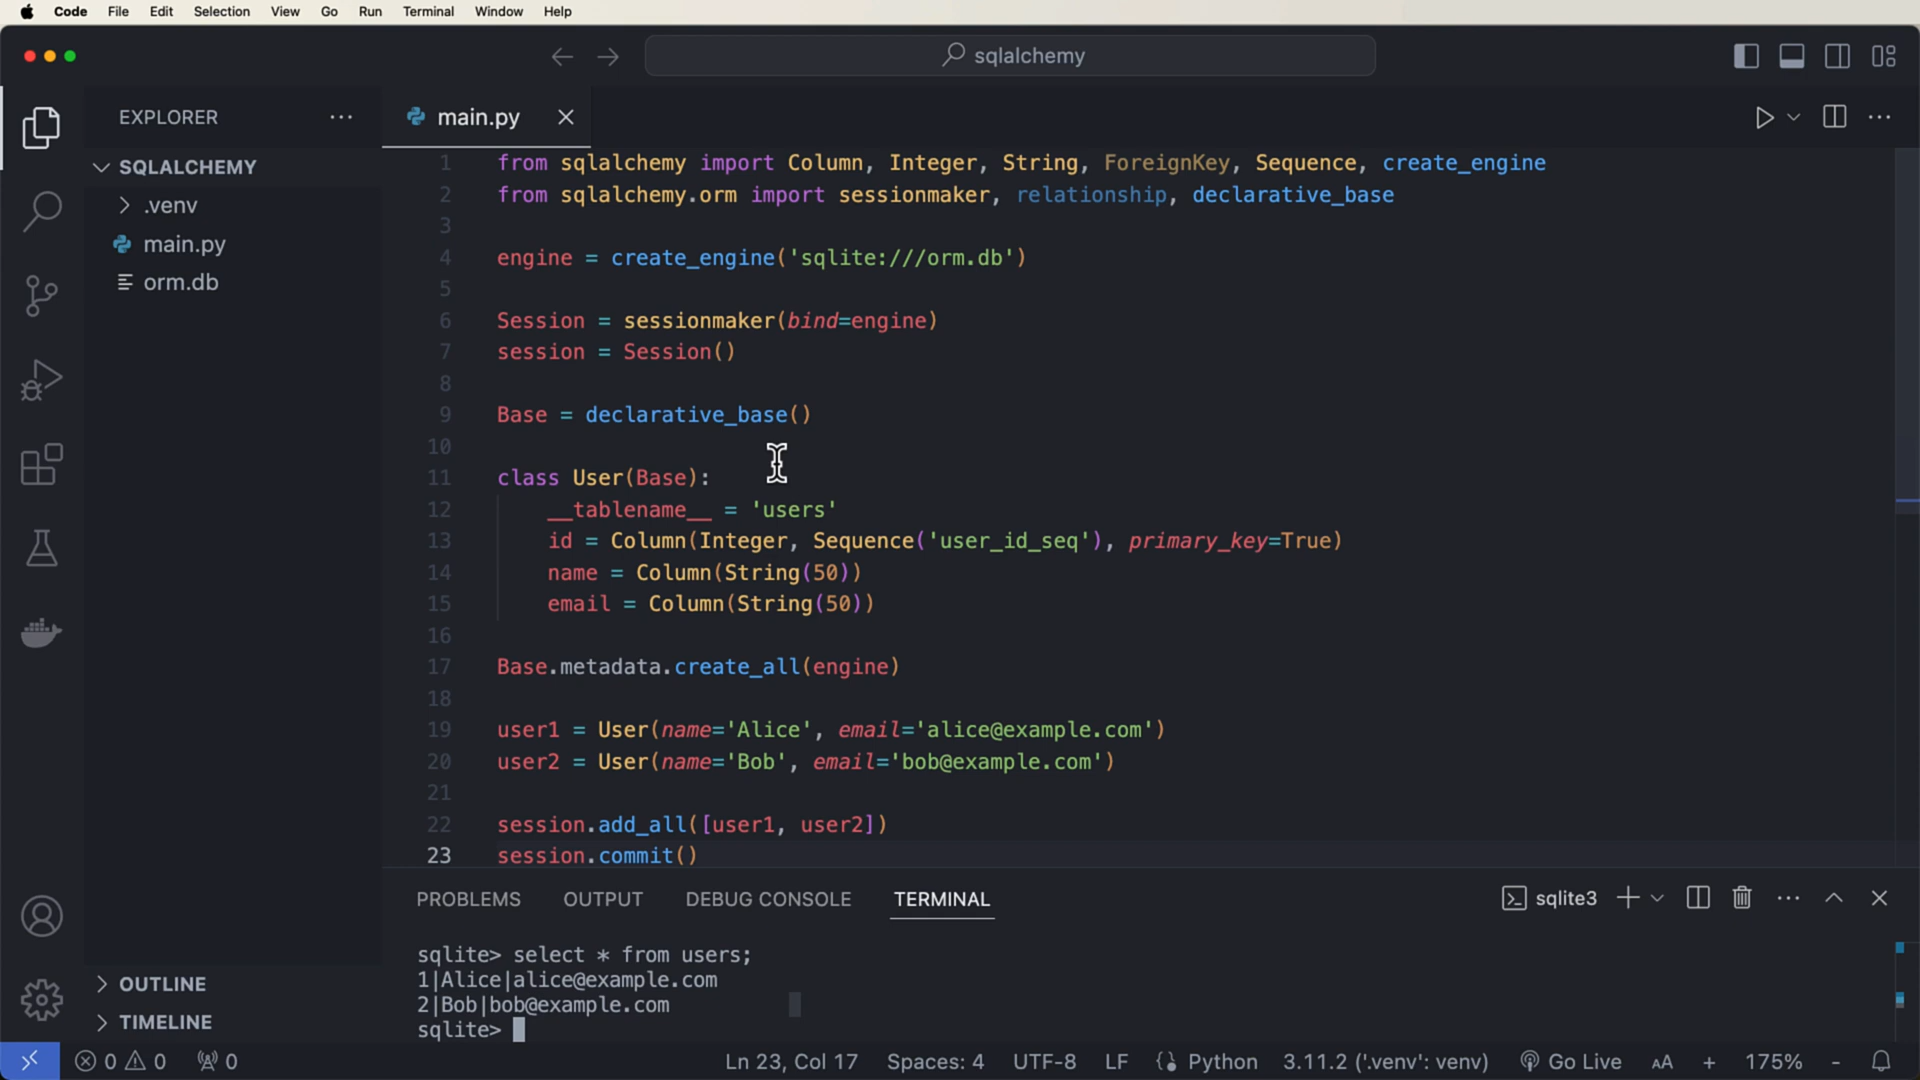 Code File Edit Selection View Go Run Terminal Window Help
sqlalchemy
EXPLORER ···
main.py
SQLALCHEMY
.venv
main.py
orm.db
1 from sqlalchemy import Column, Integer, String, ForeignKey, Sequence, create_engine
2 from sqlalchemy.orm import sessionmaker, relationship, declarative_base
3
4 engine = create_engine('sqlite:///orm.db')
5
6 Session = sessionmaker(bind=engine)
7 session = Session()
8
9 Base = declarative_base()
10
11 class User(Base):
12     __tablename__ = 'users'
13     id = Column(Integer, Sequence('user_id_seq'), primary_key=True)
14     name = Column(String(50))
15     email = Column(String(50))
16
17 Base.metadata.create_all(engine)
18
19 user1 = User(name='Alice', email='alice@example.com')
20 user2 = User(name='Bob', email='bob@example.com')
21
22 session.add_all([user1, user2])
23 session.commit()
PROBLEMS OUTPUT DEBUG CONSOLE TERMINAL sqlite3
sqlite> select * from users;
1|Alice|alice@example.com
2|Bob|bob@example.com
sqlite>
OUTLINE
TIMELINE
0 0 0 Ln 23, Col 17 Spaces: 4 UTF-8 LF Python 3.11.2 ('.venv': venv) Go Live AA + 175% -